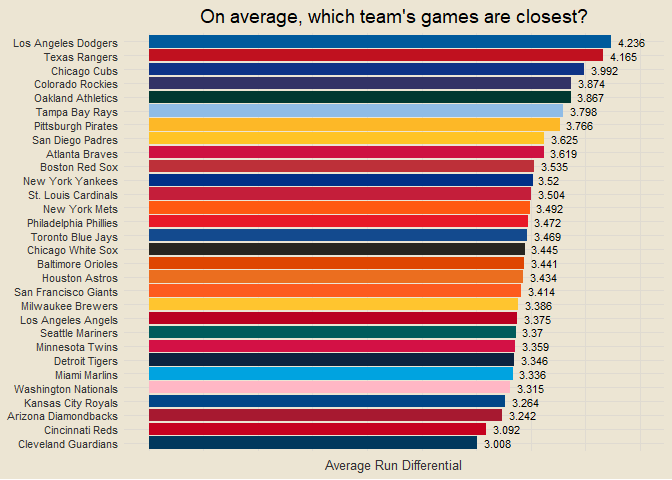 On average, which team's games are closest?
Los Angeles Dodgers 4.236
Texas Rangers 4.165
Chicago Cubs 3.992
Colorado Rockies 3.874
Oakland Athletics 3.867
Tampa Bay Rays 3.798
Pittsburgh Pirates 3.766
San Diego Padres 3.625
Atlanta Braves 3.619
Boston Red Sox 3.535
New York Yankees 3.52
St. Louis Cardinals 3.504
New York Mets 3.492
Philadelphia Phillies 3.472
Toronto Blue Jays 3.469
Chicago White Sox 3.445
Baltimore Orioles 3.441
Houston Astros 3.434
San Francisco Giants 3.414
Milwaukee Brewers 3.386
Los Angeles Angels 3.375
Seattle Mariners 3.37
Minnesota Twins 3.359
Detroit Tigers 3.346
Miami Marlins 3.336
Washington Nationals 3.315
Kansas City Royals 3.264
Arizona Diamondbacks 3.242
Cincinnati Reds 3.092
Cleveland Guardians 3.008
Average Run Differential